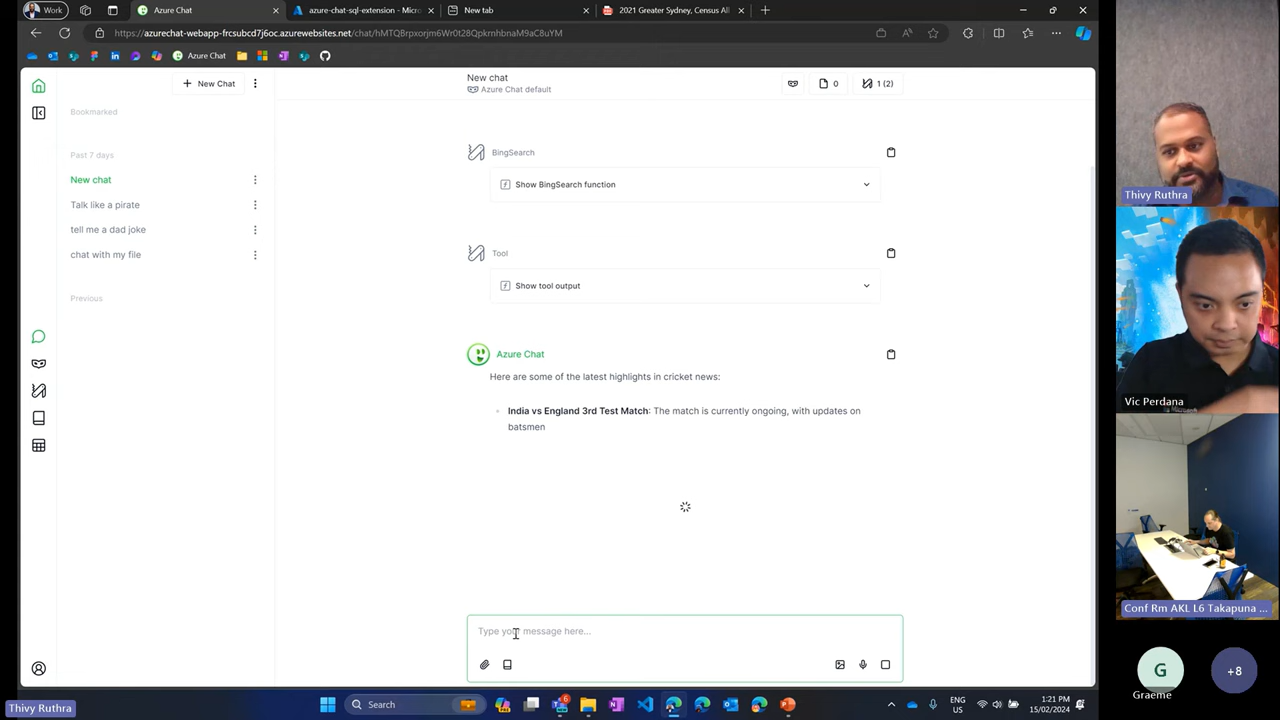 Work
Azure Chat
azure-chat-sql-extension - Micro
New tab
2021 Greater Sydney, Census All
https://azurechat-webapp-frcsubcd7j6oc.azurewebsites.net/chat/hMTQBrpxorjm6Wr0t28QpkrnhbnaM9aC8uYM
Azure Chat
New Chat
New chat
Azure Chat default
0
1 (2)
Bookmarked
Past 7 days
New chat
Talk like a pirate
tell me a dad joke
chat with my file
Previous
BingSearch
Show BingSearch function
Tool
Show tool output
Azure Chat
Here are some of the latest highlights in cricket news:
India vs England 3rd Test Match: The match is currently ongoing, with updates on
batsmen
Type your message here...
Thivy Ruthra
Vic Perdana
Conf Rm AKL L6 Takapuna ...
G
Graeme
+8
Thivy Ruthra
Search
6
ENG
US
1:21 PM
15/02/2024